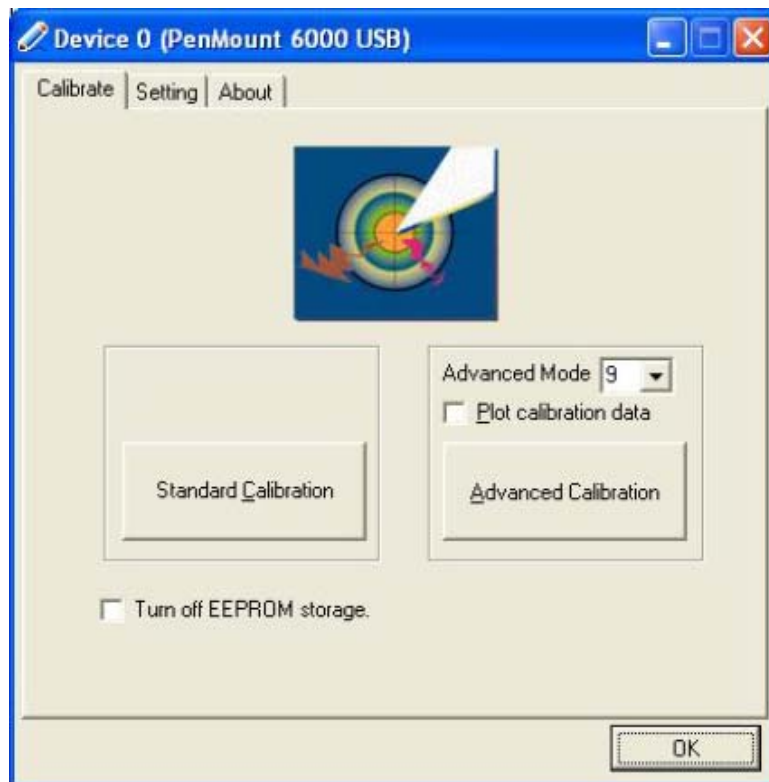 Device 0 (PenMount 6000 USB)
Calibrate Setting About
Advanced Mode 9
Plot calibration data
Standard Calibration Advanced Calibration
Turn off EEPROM storage.
OK